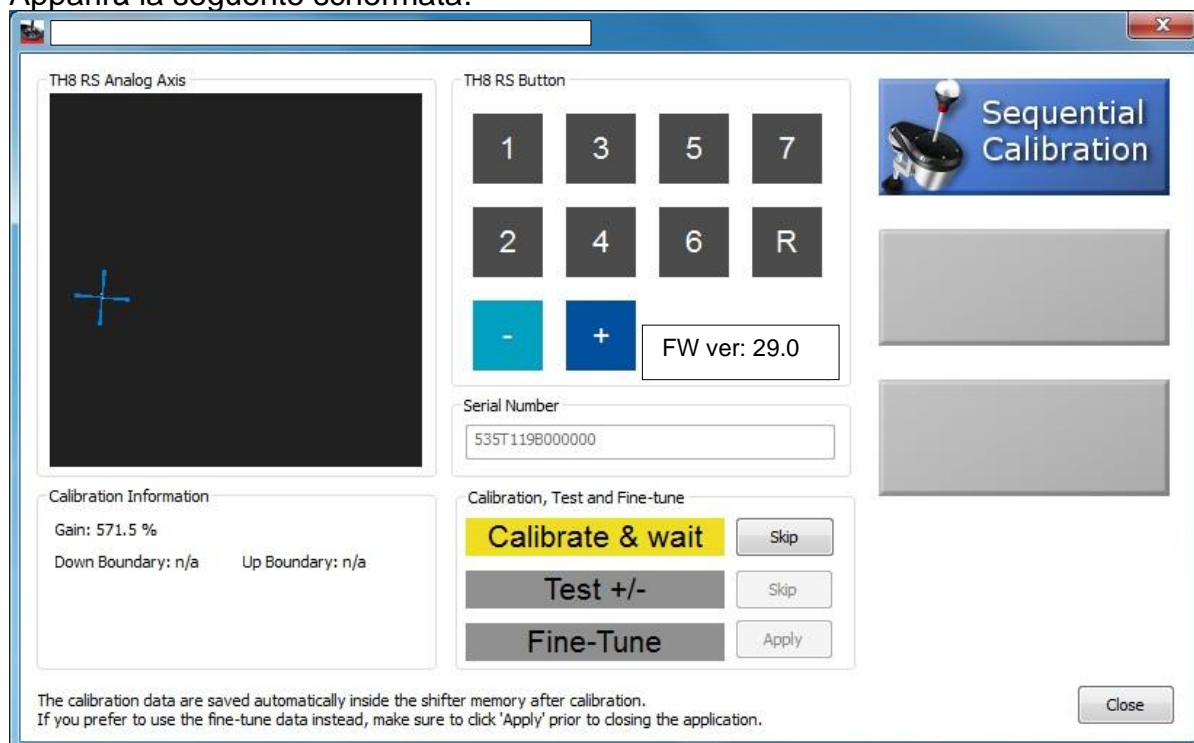 Apparirà la seguente schermata:
x
TH8 RS Analog Axis
TH8 RS Button
1 3 5 7
2 4 6 R
- +
FW ver: 29.0
Sequential
Calibration
Serial Number
535T119B000000
Calibration Information
Gain: 571.5 %
Down Boundary: n/a Up Boundary: n/a
Calibration, Test and Fine-tune
Calibrate & wait Skip
Test +/- Skip
Fine-Tune Apply
The calibration data are saved automatically inside the shifter memory after calibration.
If you prefer to use the fine-tune data instead, make sure to click 'Apply' prior to closing the application.
Close